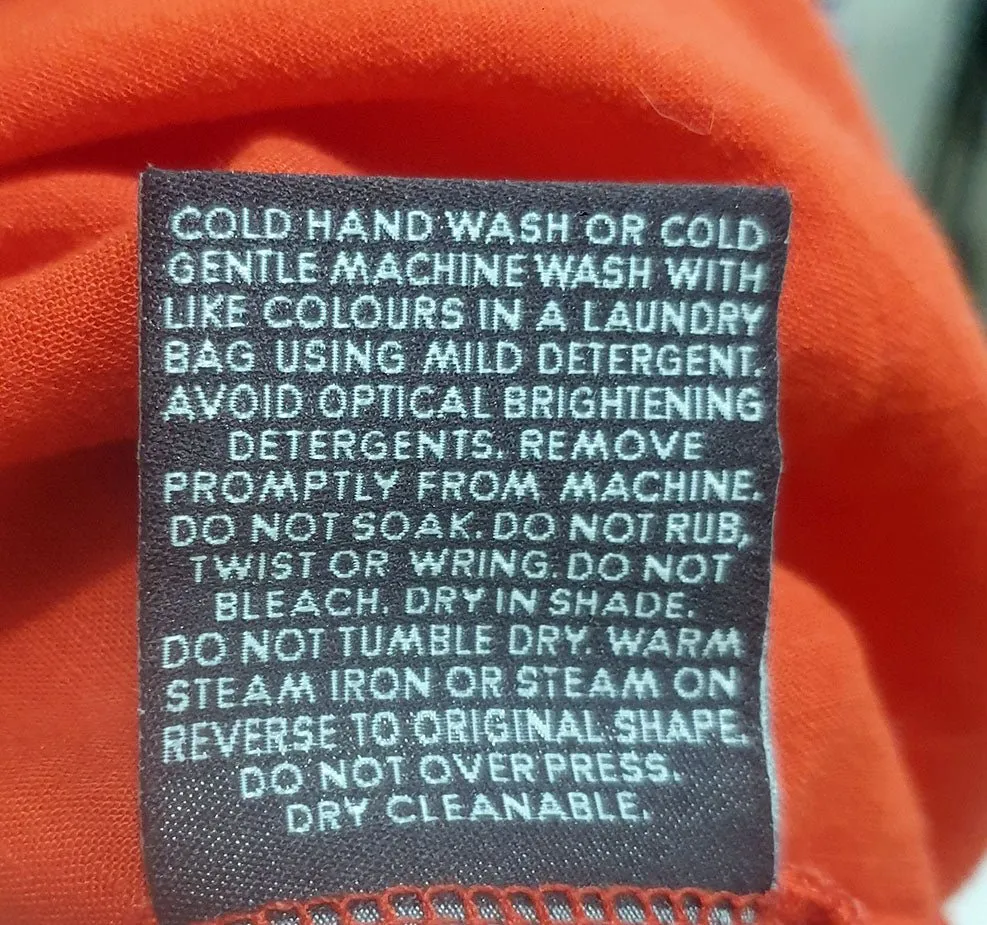 COLD HAND WASH OR COLD
GENTLE MACHINE WASH WITH
LIKE COLOURS IN A LAUNDRY
BAG USING MILD DETERGENT.
AVOID OPTICAL BRIGHTENING
DETERGENTS. REMOVE
PROMPTLY FROM MACHINE.
DO NOT SOAK. DO NOT RUB,
TWIST OR WRING. DO NOT
BLEACH. DRY IN SHADE.
DO NOT TUMBLE DRY. WARM
STEAM IRON OR STEAM ON
REVERSE TO ORIGINAL SHAPE.
DO NOT OVER PRESS.
DRY CLEANABLE.